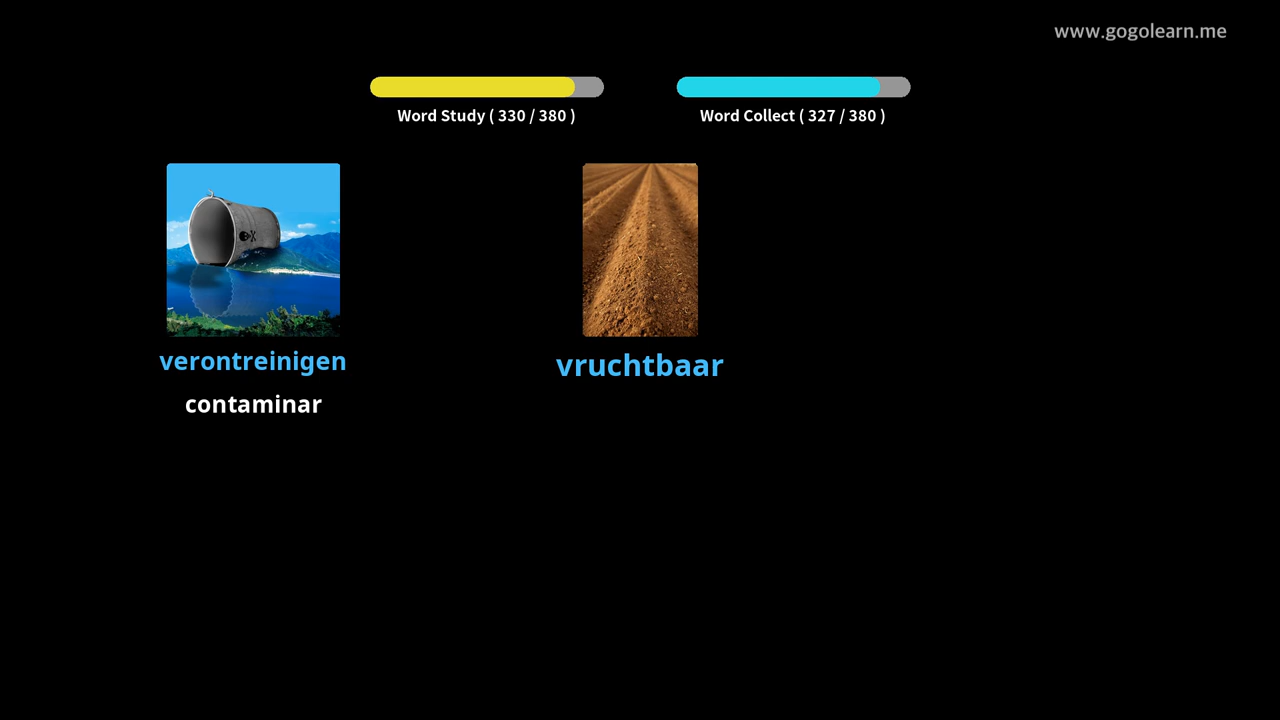 www.gogolearn.me
Word Study ( 330 / 380 )
Word Collect ( 327 / 380 )
verontreinigen
contaminar
vruchtbaar